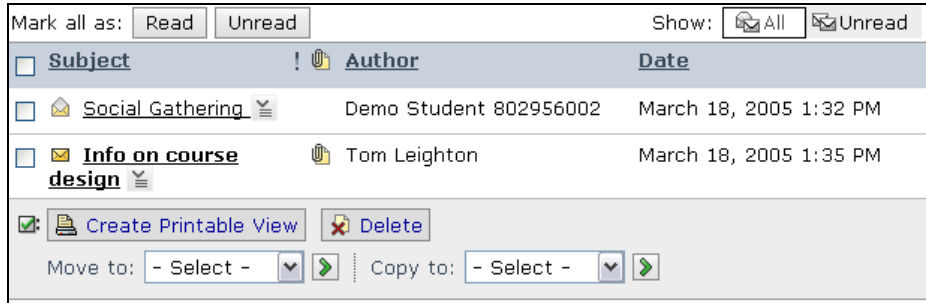 Mark all as: Read Unread Show: All Unread
Subject ! Author Date
Social Gathering Demo Student 802956002 March 18, 2005 1:32 PM
Info on course Tom Leighton March 18, 2005 1:35 PM
design
Create Printable View Delete
Move to: - Select - Copy to: - Select -